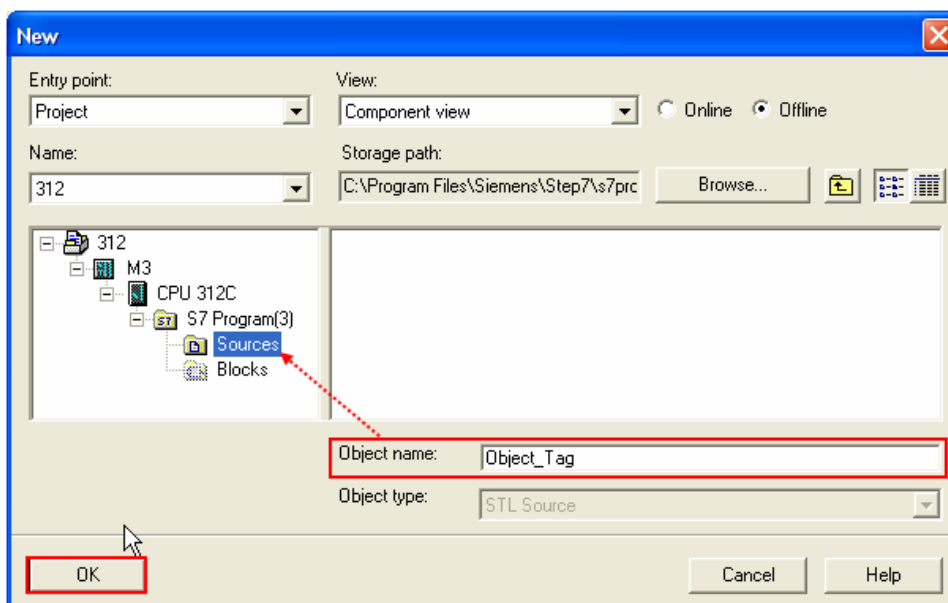 New
Entry point:
View:
Project
Component view
Online
Offline
Name:
Storage path:
312
C:\Program Files\Siemens\Step7\s7prc
Browse...
312
M3
CPU 312C
S7 Program(3)
Sources
Blocks
Object name:
Object_Tag
Object type:
STL Source
OK
Cancel
Help